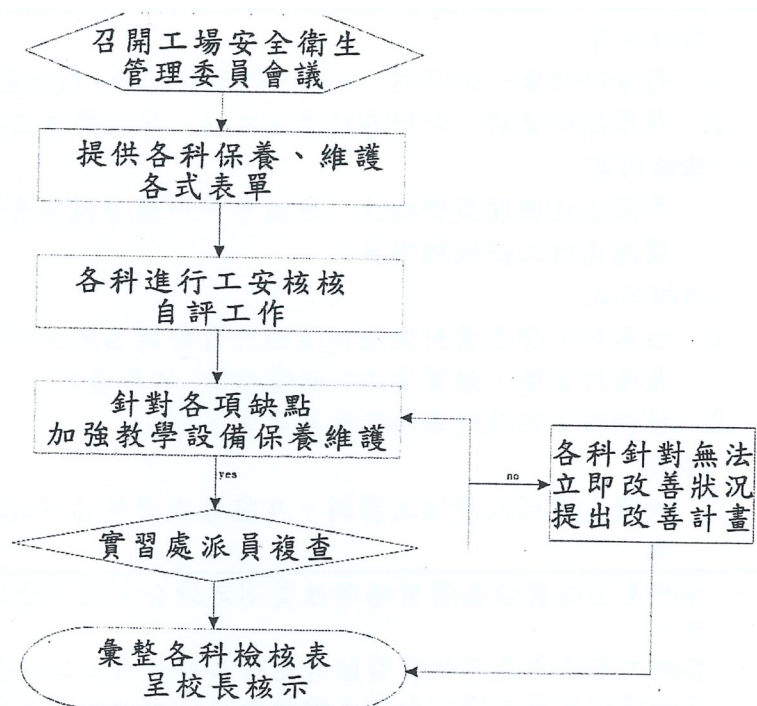 召開工場安全衛生
管理委員會議
提供各科保養、維護
各式表單
各科進行工安核核
自評工作
針對各項缺點
加強教學設備保養維護
yes
no
各科針對無法
立即改善狀況
提出改善計畫
實習處派員複查
彙整各科檢核表
呈校長核示